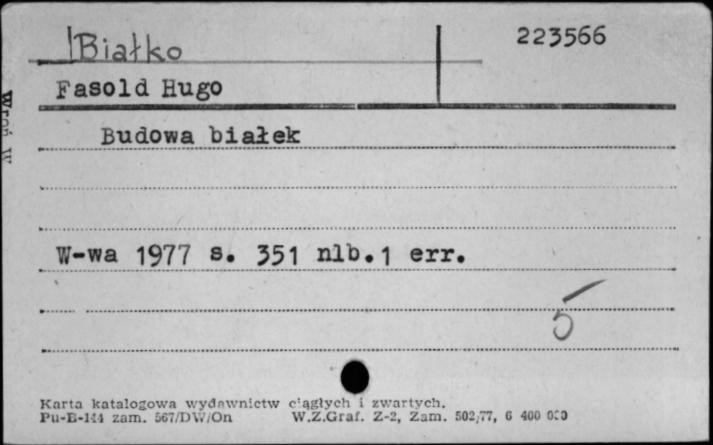 Białko 223566
Fasold Hugo
Budowa białek
W-wa 1977 s. 351 nlb.1 err.
5
Karta katalogowa wydawnictw ciągłych i zwartych.
Pu-B-144 zam. 567/DW/On W.Z.Graf. Z-2, Zam. 502/77, 6 400 000